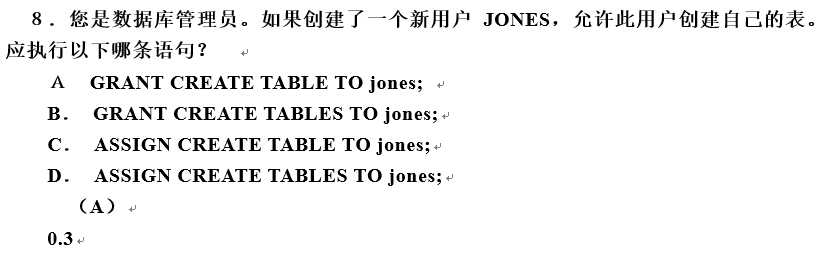 8．您是数据库管理员。如果创建了一个新用户 JONES，允许此用户创建自己的表。
应执行以下哪条语句？
A GRANT CREATE TABLE TO jones;
B． GRANT CREATE TABLES TO jones;
C． ASSIGN CREATE TABLE TO jones;
D． ASSIGN CREATE TABLES TO jones;
（A）
0.3